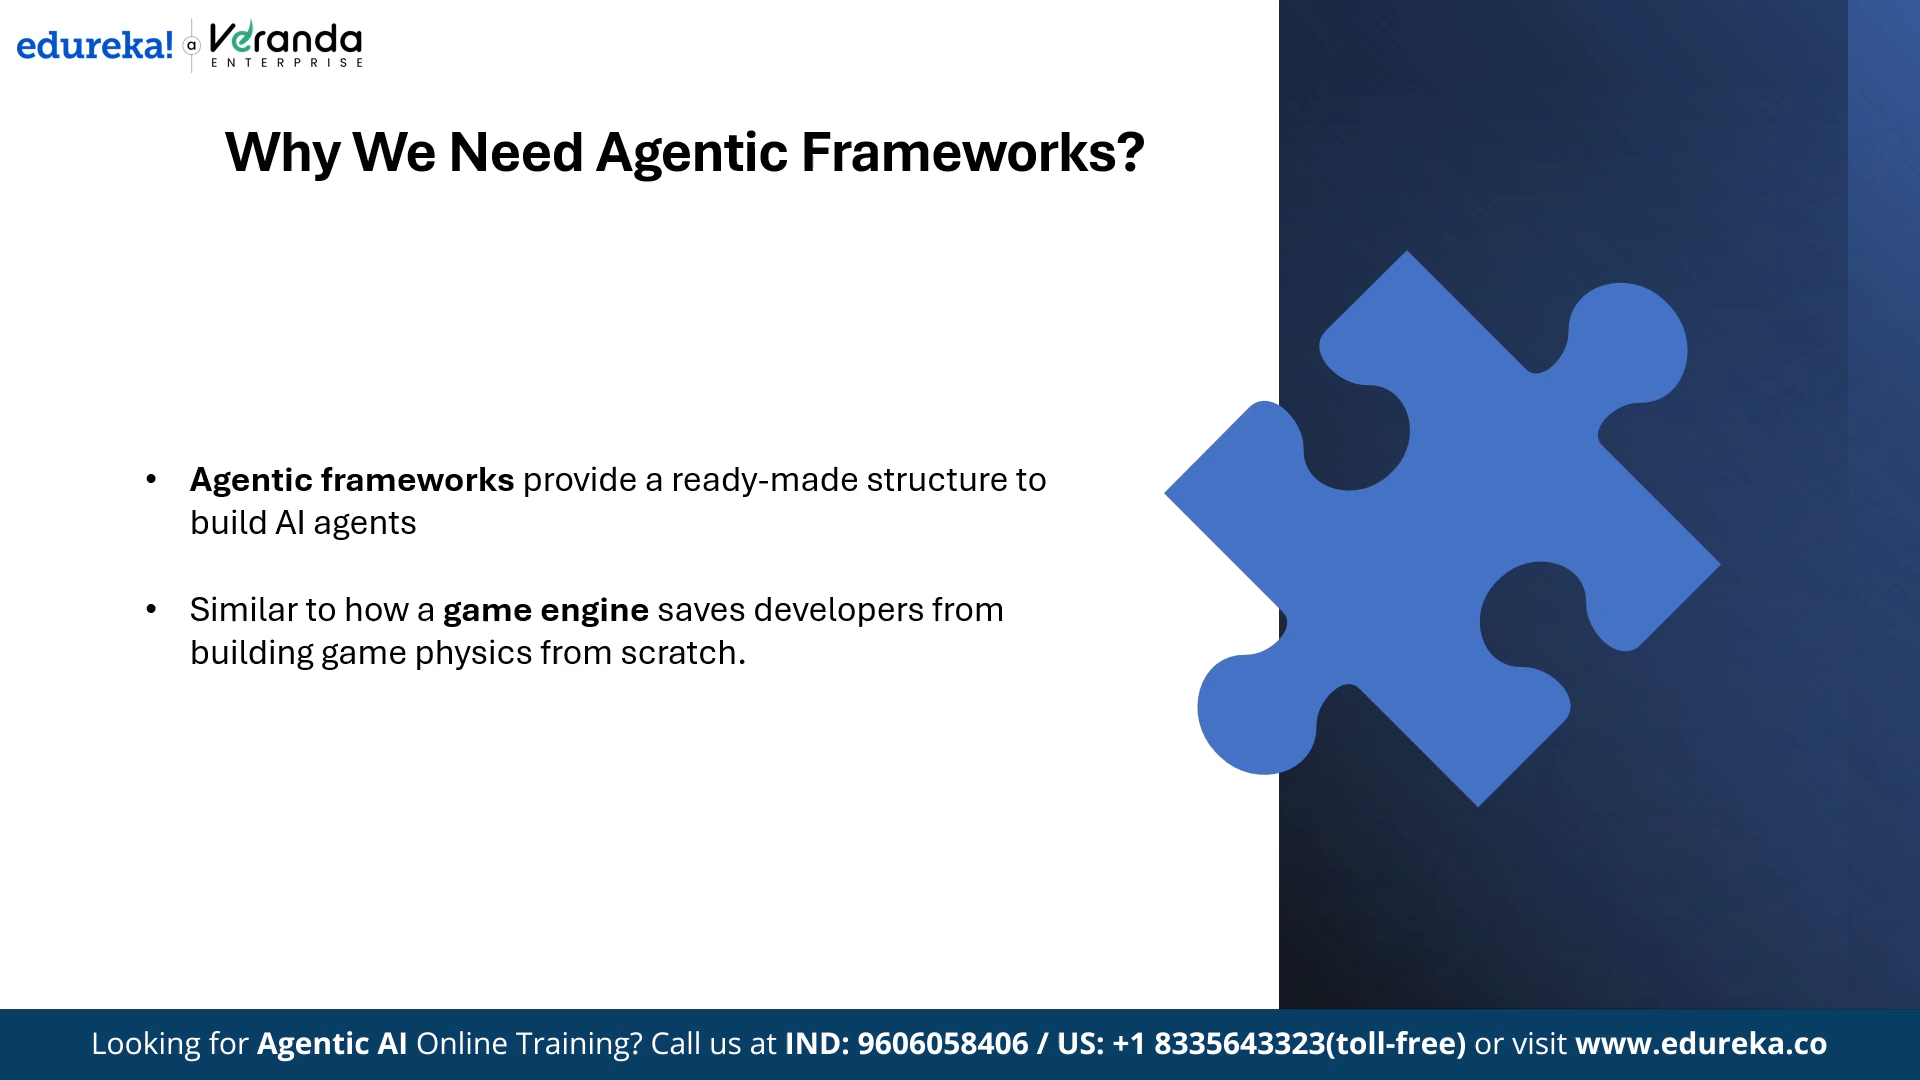 edureka! a Veranda
ENTERPRISE
Why We Need Agentic Frameworks?
• Agentic frameworks provide a ready-made structure to
build AI agents
• Similar to how a game engine saves developers from
building game physics from scratch.
Looking for Agentic AI Online Training? Call us at IND: 9606058406 / US: +1 8335643323(toll-free) or visit www.edureka.co